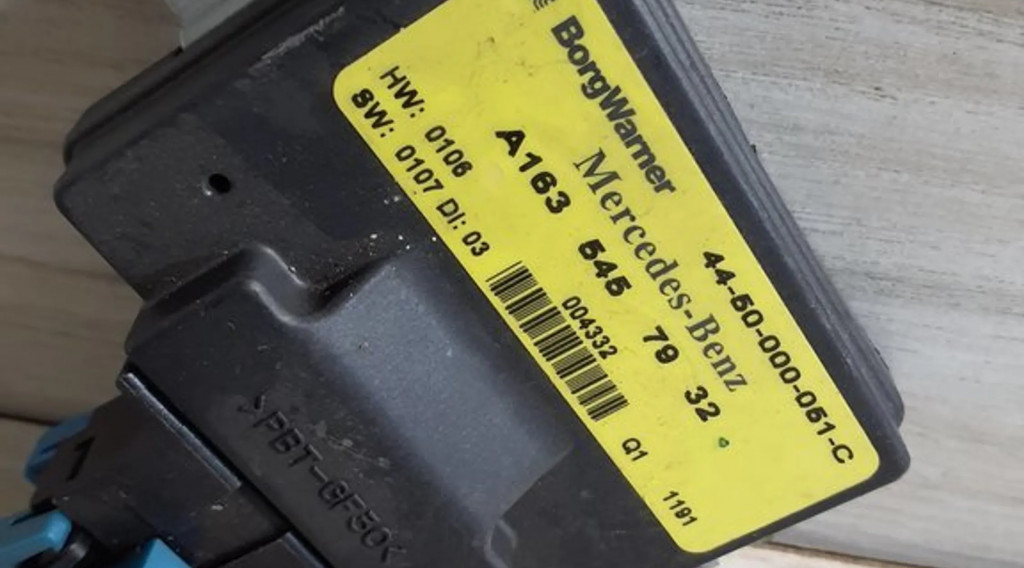 BorgWarner
44-50-000-051-C
Mercedes-Benz
A163 545 79 32
HW: 0106
004332
SW: 0107 DI: 03
Q1
1191
>PBT-GF30<
1